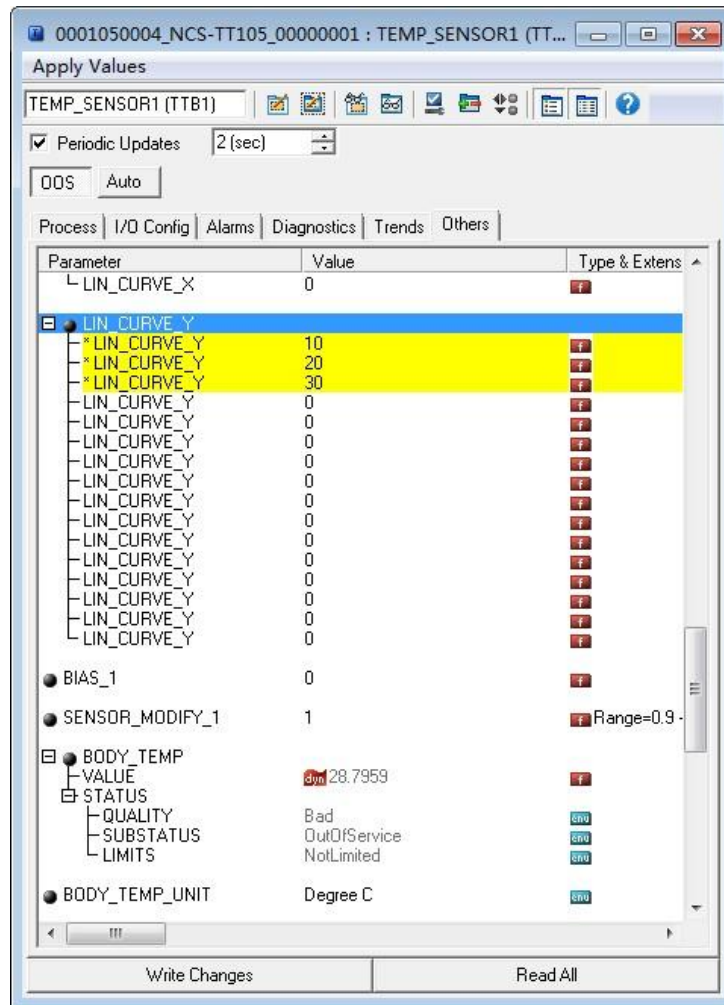 0001050004_NCS-TT105_00000001 : TEMP_SENSOR1 (TT...
Apply Values
TEMP_SENSOR1 (TTB1)
Periodic Updates 2 (sec)
OOS Auto
Process I/O Config Alarms Diagnostics Trends Others
Parameter Value Type & Extens
LIN_CURVE_X 0 f
LIN_CURVE_Y
* LIN_CURVE_Y 10 f
* LIN_CURVE_Y 20 f
* LIN_CURVE_Y 30 f
LIN_CURVE_Y 0 f
LIN_CURVE_Y 0 f
LIN_CURVE_Y 0 f
LIN_CURVE_Y 0 f
LIN_CURVE_Y 0 f
LIN_CURVE_Y 0 f
LIN_CURVE_Y 0 f
LIN_CURVE_Y 0 f
LIN_CURVE_Y 0 f
LIN_CURVE_Y 0 f
LIN_CURVE_Y 0 f
LIN_CURVE_Y 0 f
LIN_CURVE_Y 0 f
BIAS_1 0 f
SENSOR_MODIFY_1 1 f Range=0.9 -
BODY_TEMP
VALUE dyn 28.7959 f
STATUS
QUALITY Bad enu
SUBSTATUS OutOfService enu
LIMITS NotLimited enu
BODY_TEMP_UNIT Degree C enu
Write Changes Read All